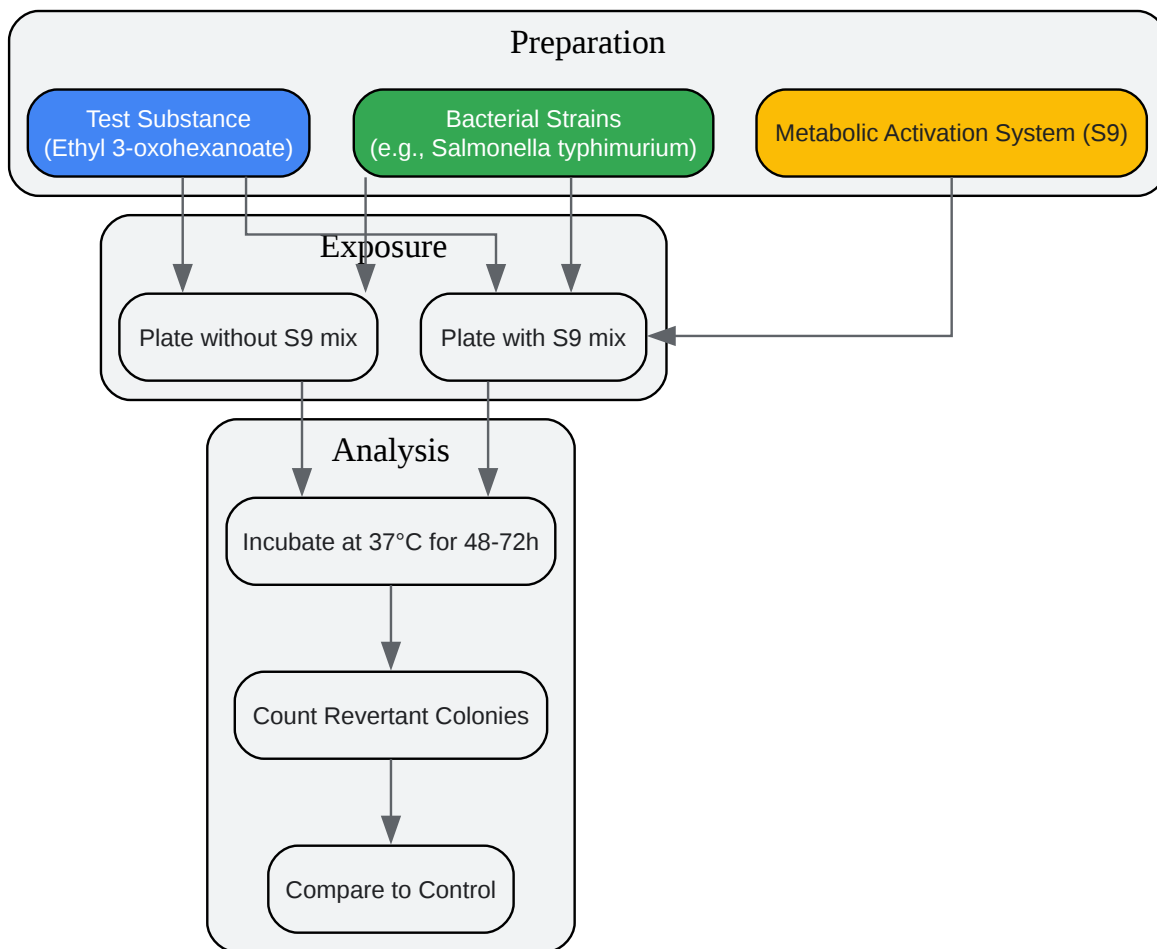 Preparation
Test Substance
(Ethyl 3-oxohexanoate)
Bacterial Strains
(e.g., Salmonella typhimurium)
Metabolic Activation System (S9)
Exposure
Plate without S9 mix
Plate with S9 mix
Analysis
Incubate at 37°C for 48-72h
Count Revertant Colonies
Compare to Control